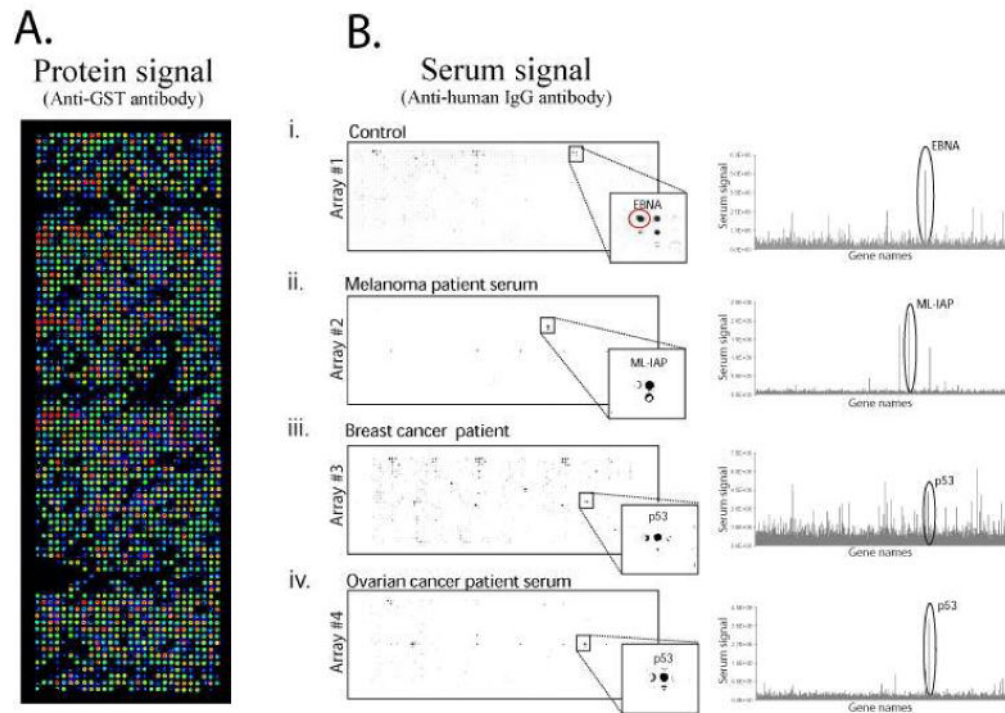 A.
Protein signal
(Anti-GST antibody)
B.
Serum signal
(Anti-human IgG antibody)
i.
Control
Array #1
EBNA
Serum signal
EBNA
Gene names
ii.
Melanoma patient serum
Array #2
ML-IAP
Serum signal
ML-IAP
Gene names
iii.
Breast cancer patient
Array #3
p53
Serum signal
p53
Gene names
iv.
Ovarian cancer patient serum
Array #4
p53
Serum signal
p53
Gene names